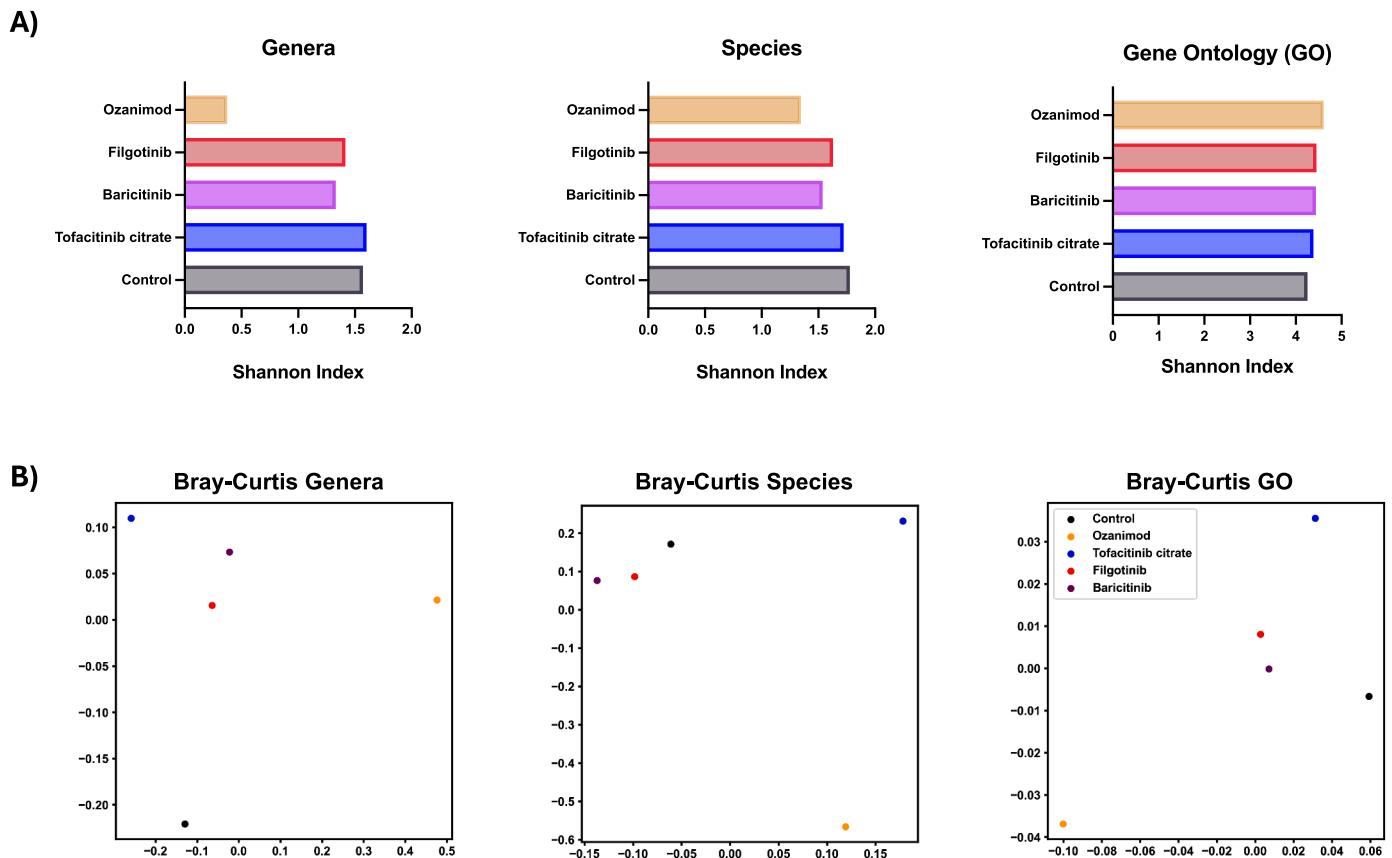 A)
Genera
Ozanimod
Filgotinib
Baricitinib
Tofacitinib citrate
Control
0.0 0.5 1.0 1.5 2.0
Shannon Index
Species
Ozanimod
Filgotinib
Baricitinib
Tofacitinib citrate
Control
0.0 0.5 1.0 1.5 2.0
Shannon Index
Gene Ontology (GO)
Ozanimod
Filgotinib
Baricitinib
Tofacitinib citrate
Control
0 1 2 3 4 5
Shannon Index
B)
Bray-Curtis Genera
0.10
0.05
0.00
−0.05
−0.10
−0.15
−0.20
−0.2 −0.1 0.0 0.1 0.2 0.3 0.4 0.5
Bray-Curtis Species
0.2
0.1
0.0
−0.1
−0.2
−0.3
−0.4
−0.5
−0.6
−0.15 −0.10 −0.05 0.00 0.05 0.10 0.15
Bray-Curtis GO
Control
Ozanimod
Tofacitinib citrate
Filgotinib
Baricitinib
0.03
0.02
0.01
0.00
−0.01
−0.02
−0.03
−0.04
−0.10 −0.08 −0.06 −0.04 −0.02 0.00 0.02 0.04 0.06